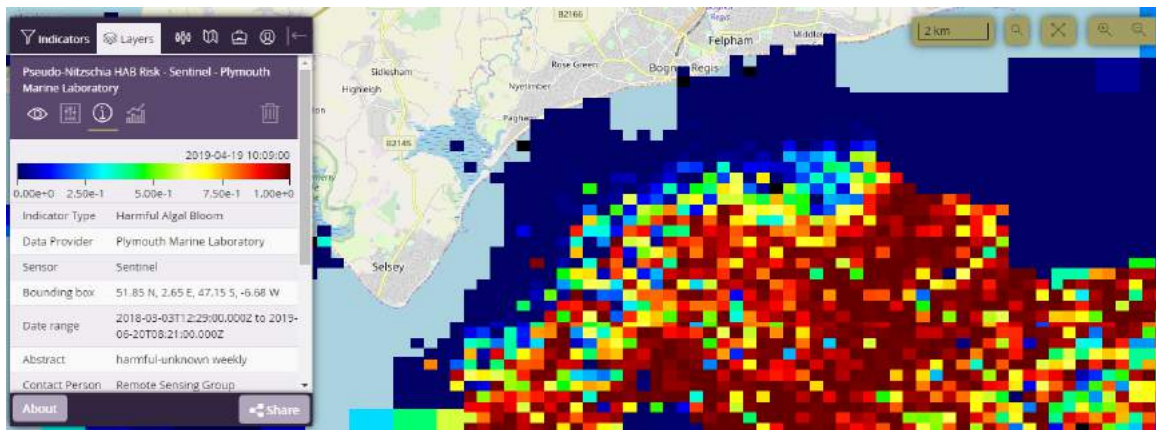 Indicators Layers
Pseudo-Nitzschia HAB Risk - Sentinel - Plymouth
Marine Laboratory
2019-04-19 10:09:00
0.00e+0 2.50e-1 5.00e-1 7.50e-1 1.00e+0
Indicator Type Harmful Algal Bloom
Data Provider Plymouth Marine Laboratory
Sensor Sentinel
Bounding box 51.85 N, 2.65 E, 47.15 S, -6.68 W
Date range 2018-03-03T12:29:00.000Z to 2019-
06-20T08:21:00.000Z
Abstract harmful-unknown weekly
Contact Person Remote Sensing Group
About Share
B2166
Felpham
Middle
2 km
Rose Green
Bognor Regis
Sidlesham
Highleigh
Nyetimber
Pagham
B2145
Selsey